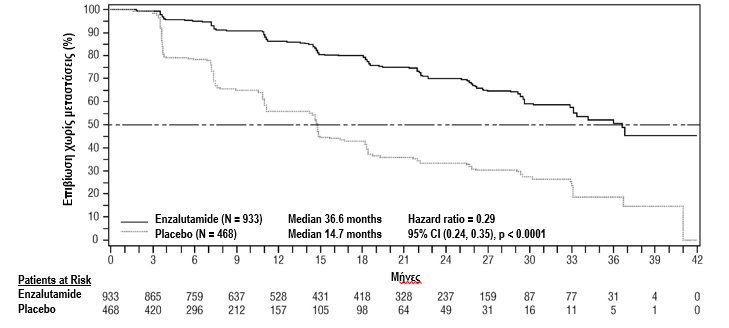 Επιβίωση χωρίς μεταστάσεις (%)
100
90
80
70
60
50
40
30
20
10
0
Enzalutamide (N = 933) Median 36.6 months Hazard ratio = 0.29
Placebo (N = 468) Median 14.7 months 95% CI (0.24, 0.35), p < 0.0001
0 3 6 9 12 15 18 21 24 27 30 33 36 39 42
Μήνες
Patients at Risk
Enzalutamide 933 865 759 637 528 431 418 328 237 159 87 77 31 4 0
Placebo 468 420 296 212 157 105 98 64 49 31 16 11 5 1 0